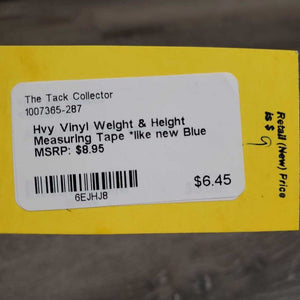 The Tack Collector
1007365-287
Hvy Vinyl Weight & Height
Measuring Tape *like new Blue
MSRP: $8.95
$6.45
6EJHJ8
Retail (New) Price
is $ 9